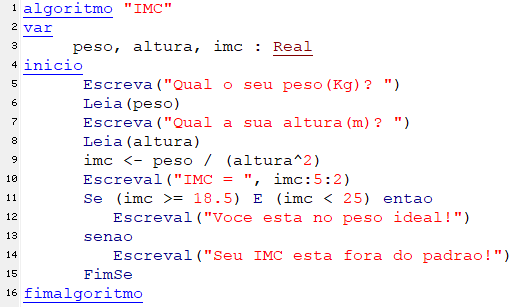 1 algoritmo "IMC"
2 var
3 peso, altura, imc : Real
4 inicio
5 Escreva("Qual o seu peso(Kg)? ")
6 Leia(peso)
7 Escreva("Qual a sua altura(m)? ")
8 Leia(altura)
9 imc <- peso / (altura^2)
10 Escreval("IMC = ", imc:5:2)
11 Se (imc >= 18.5) E (imc < 25) entao
12 Escreval("Voce esta no peso ideal!")
13 senao
14 Escreval("Seu IMC esta fora do padrao!")
15 FimSe
16 fimalgoritmo